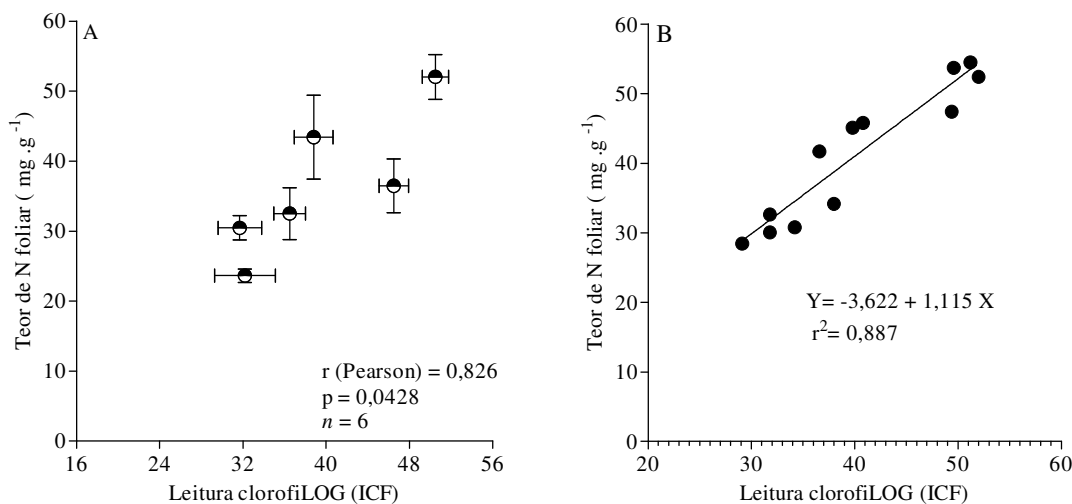 A
60
50
40
30
20
10
0
Teor de N foliar ( mg .g -1)
r (Pearson) = 0,826
p = 0,0428
n = 6
16 24 32 40 48 56
Leitura clorofiLOG (ICF)
B
60
50
40
30
20
10
0
Teor de N foliar ( mg .g -1)
Y= -3,622 + 1,115 X
r2= 0,887
20 30 40 50 60
Leitura clorofiLOG (ICF)